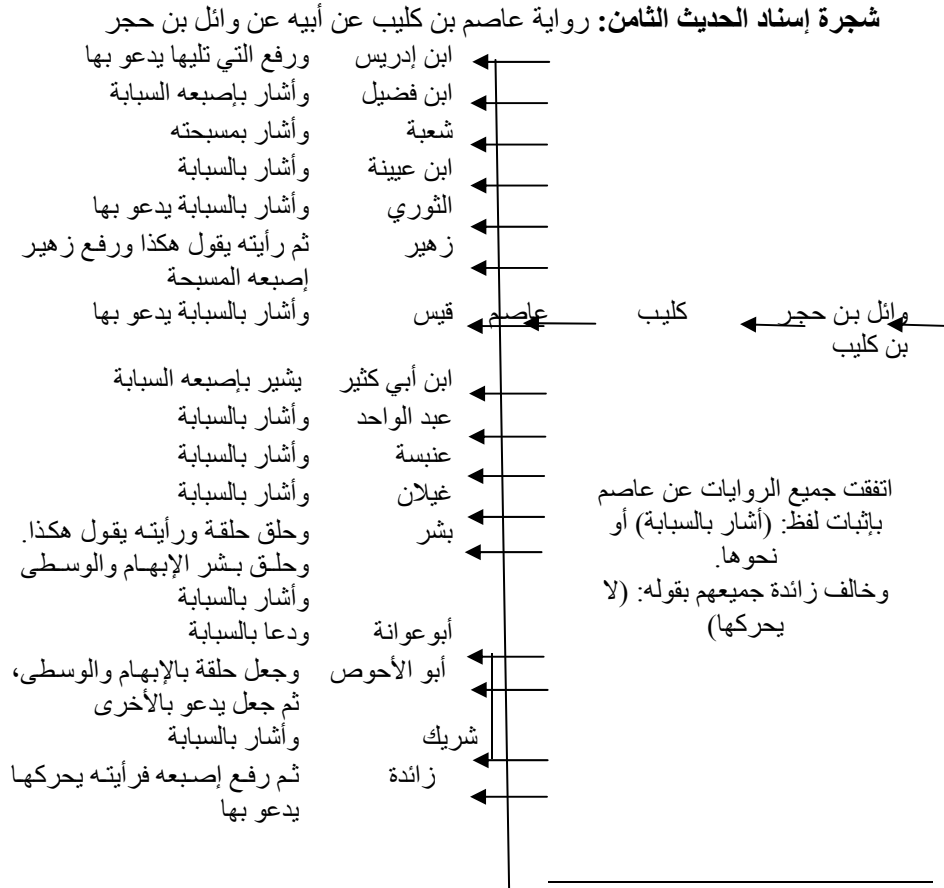 شجرة إسناد الحديث الثامن: رواية عاصم بن كليب عن أبيه عن وائل بن حجر
ابن إدريس ورفع التي تليها يدعو بها
ابن فضيل وأشار بإصبعه السبابة
شعبة وأشار بمسبحته
ابن عيينة وأشار بالسبابة
الثوري وأشار بالسبابة يدعو بها
زهير ثم رأيته يقول هكذا ورفع زهير
إصبعه المسبحة
وائل بن حجر كليب عاصم قيس وأشار بالسبابة يدعو بها
بن كليب
ابن أبي كثير يشير بإصبعه السبابة
عبد الواحد وأشار بالسبابة
عنبسة وأشار بالسبابة
غيلان وأشار بالسبابة
بشر وحلق حلقة ورأيته يقول هكذا.
وحلق بشر الإبهام والوسطى
وأشار بالسبابة
أبوعوانة ودعا بالسبابة
أبو الأحوص وجعل حلقة بالإبهام والوسطى،
ثم جعل يدعو بالأخرى
شريك وأشار بالسبابة
زائدة ثم رفع إصبعه فرأيته يحركها
يدعو بها
اتفقت جميع الروايات عن عاصم
بإثبات لفظ: (أشار بالسبابة) أو
نحوها.
وخالف زائدة جميعهم بقوله: (لا
يحركها)